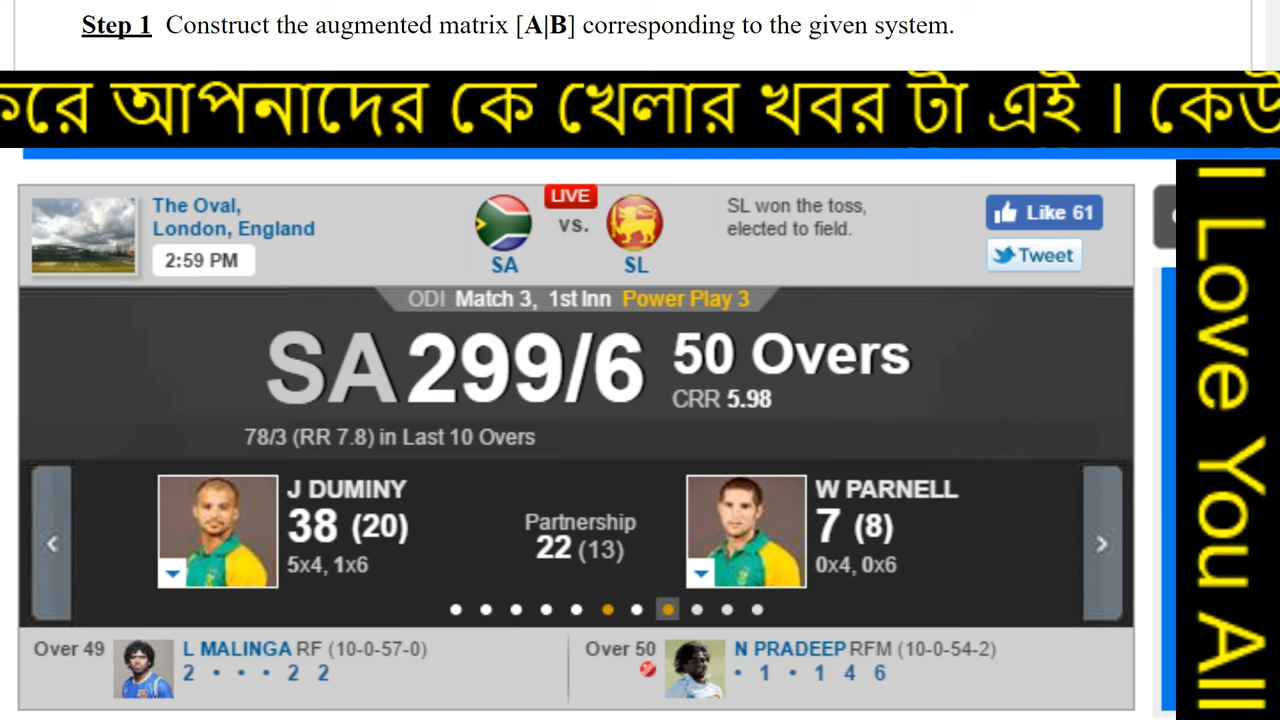 Step 1 Construct the augmented matrix [A|B] corresponding to the given system.
করে আপনাদের কে খেলার খবর টা এই । কেউ
The Oval,
London, England
2:59 PM
LIVE
SA vs. SL
SL won the toss,
elected to field.
Like 61
Tweet
ODI Match 3, 1st Inn Power Play 3
SA 299/6
50 Overs
CRR 5.98
78/3 (RR 7.8) in Last 10 Overs
J DUMINY
38 (20)
5x4, 1x6
Partnership
22 (13)
W PARNELL
7 (8)
0x4, 0x6
Over 49
L MALINGA RF (10-0-57-0)
2 • • • 2 2
Over 50
N PRADEEP RFM (10-0-54-2)
• 1 • 1 4 6
I Love You All